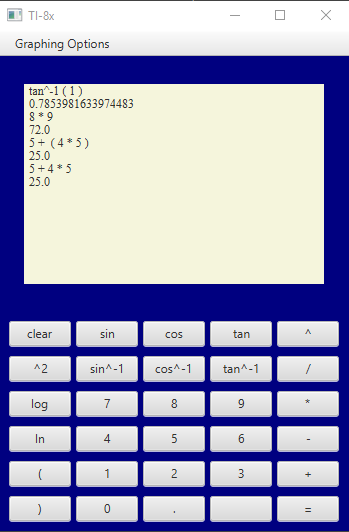 TI-8x
Graphing Options
tan^-1 ( 1 )
0.7853981633974483
8 * 9
72.0
5 + ( 4 * 5 )
25.0
5 + 4 * 5
25.0
clear sin cos tan ^
^2 sin^-1 cos^-1 tan^-1 /
log 7 8 9 *
ln 4 5 6 -
( 1 2 3 +
) 0 . =